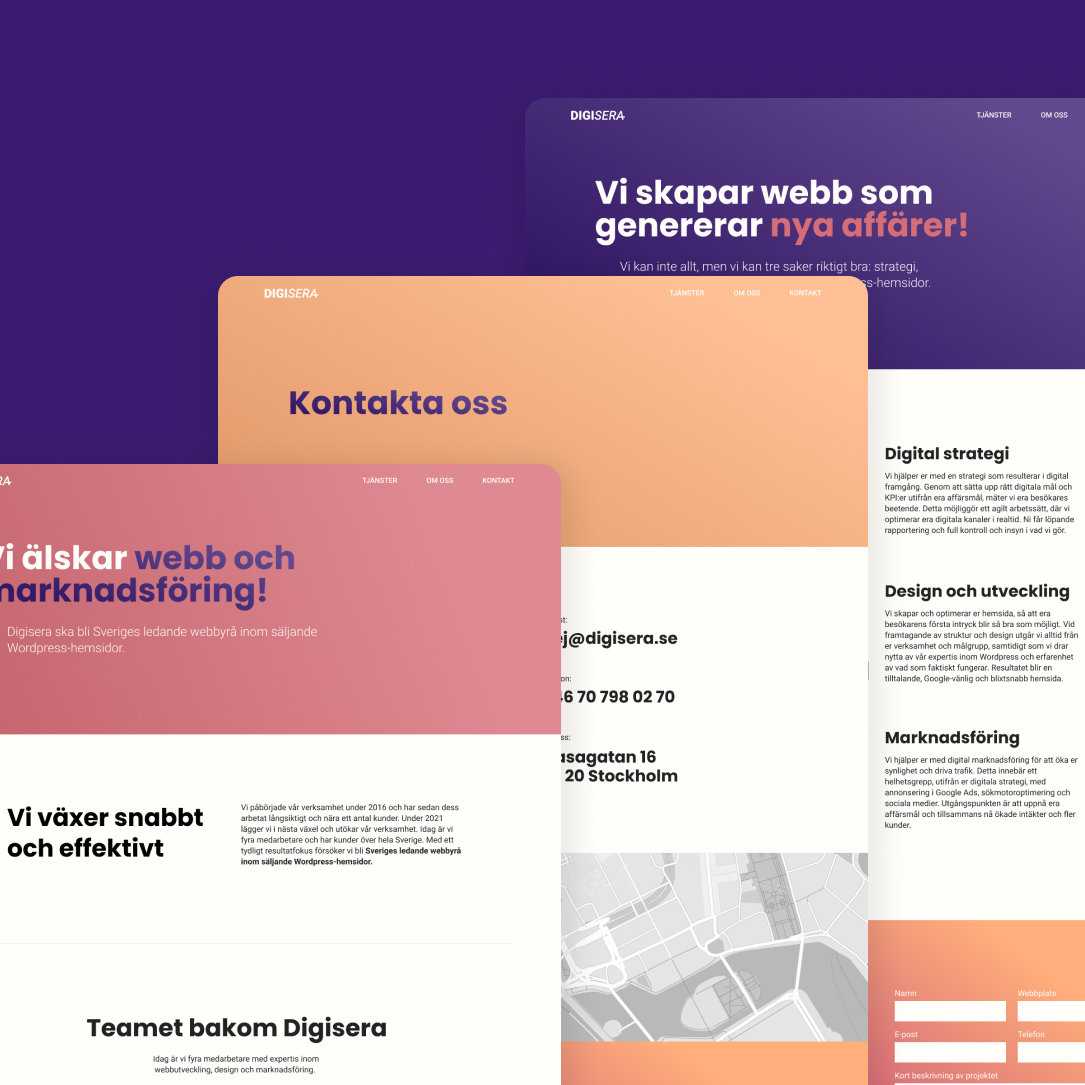 DIGISERA
TJÄNSTER
OM OSS
Vi skapar webb som
genererar nya affärer!
Vi kan inte allt, men vi kan tre saker riktigt bra: strategi,
ss-hemsidor.
Digital strategi
Vi hjälper er med en strategi som resulterar i digital
framgång. Genom att sätta upp rätt digitala mål och
KPI:er utifrån era affärsmål, mäter vi era besökares
beetende. Detta möjliggör ett agilt arbetssätt, där vi
optimerar era digitala kanaler i realtid. Ni får löpande
rapportering och full kontroll och insyn i vad vi gör.
Design och utveckling
Vi skapar och optimerar er hemsida, så att era
besökarens första intryck blir så bra som möjligt. Vid
framtagande av struktur och design utgår vi alltid från
er verksamhet och målgrupp, samtidigt som vi drar
nytta av vår expertis inom Wordpress och erfarenhet
av vad som faktiskt fungerar. Resultatet blir en
tilltalande, Google-vänlig och blixtsnabb hemsida.
Marknadsföring
Vi hjälper er med digital marknadsföring för att öka er
synlighet och driva trafik. Detta innebär ett
helhetsgrepp, utifrån er digitala strategi, med
annonsering i Google Ads, sökmotoroptimering och
sociala medier. Utgångspunkten är att uppnå era
affärsmål och tillsammans nå ökade intäkter och fler
kunder.
Namn
Webbplats
E-post
Telefon
Kort beskrivning av projektet
DIGISERA
TJÄNSTER
OM OSS
KONTAKT
Kontakta oss
st:
ej@digisera.se
on:
46 70 798 02 70
ss:
asagatan 16
20 Stockholm
RA
TJÄNSTER
OM OSS
KONTAKT
Vi älskar webb och
marknadsföring!
Digisera ska bli Sveriges ledande webbyrå inom säljande
Wordpress-hemsidor.
Vi växer snabbt
och effektivt
Vi påbörjade vår verksamhet under 2016 och har sedan dess
arbetat långsiktigt och nära ett antal kunder. Under 2021
lägger vi i nästa växel och utökar vår verksamhet. Idag är vi
fyra medarbetare och har kunder över hela Sverige. Med ett
tydligt resultatfokus försöker vi bli Sveriges ledande webbyrå
inom säljande Wordpress-hemsidor.
Teamet bakom Digisera
Idag är vi fyra medarbetare med expertis inom
webbutveckling, design och marknadsföring.